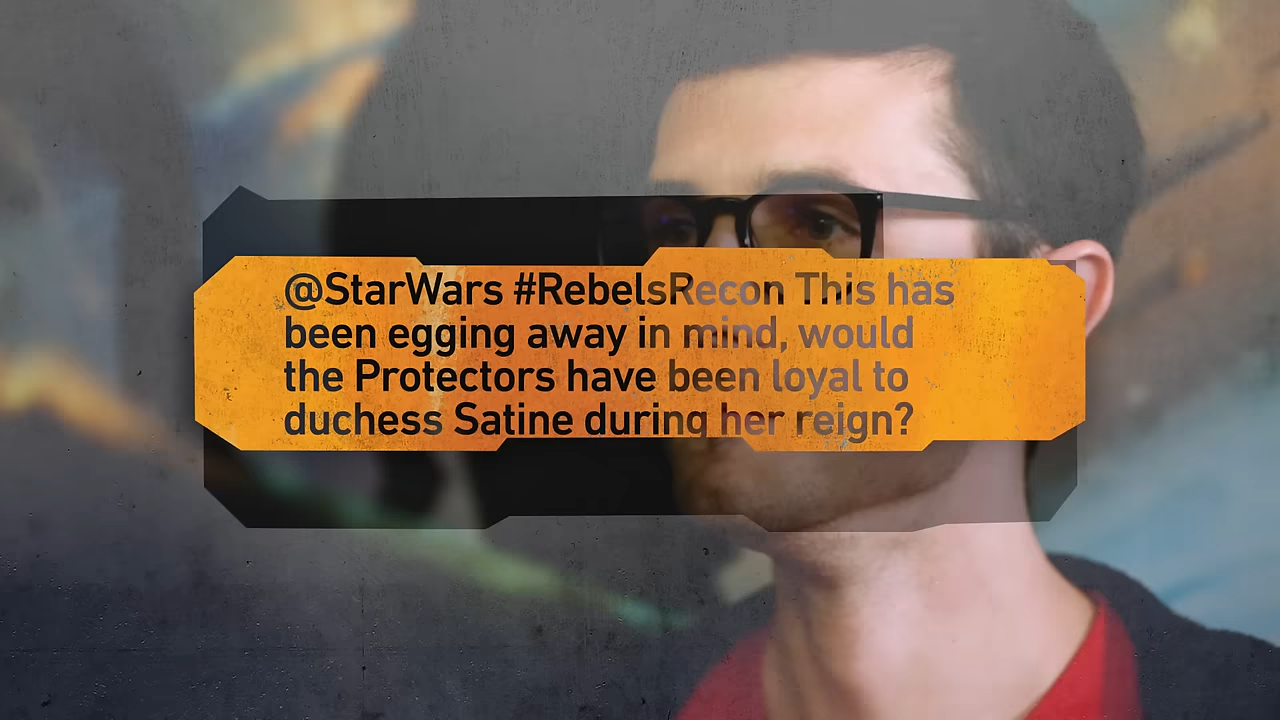 @StarWars #RebelsRecon This has
been egging away in mind, would
the Protectors have been loyal to
duchess Satine during her reign?